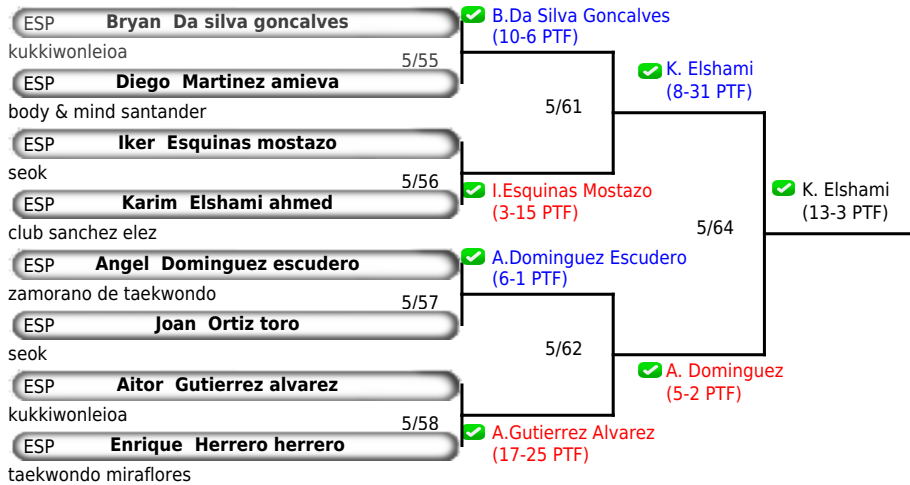 ESP Bryan Da silva goncalves
kukkiwonleioa
5/55
ESP Diego Martinez amieva
body & mind santander
ESP Iker Esquinas mostazo
seok
5/56
ESP Karim Elshami ahmed
club sanchez elez
ESP Angel Dominguez escudero
zamorano de taekwondo
5/57
ESP Joan Ortiz toro
seok
ESP Aitor Gutierrez alvarez
kukkiwonleioa
5/58
ESP Enrique Herrero herrero
taekwondo miraflores
B.Da Silva Goncalves
(10-6 PTF)
5/61
I.Esquinas Mostazo
(3-15 PTF)
A.Dominguez Escudero
(6-1 PTF)
5/62
A.Gutierrez Alvarez
(17-25 PTF)
K. Elshami
(8-31 PTF)
5/64
A. Dominguez
(5-2 PTF)
K. Elshami
(13-3 PTF)